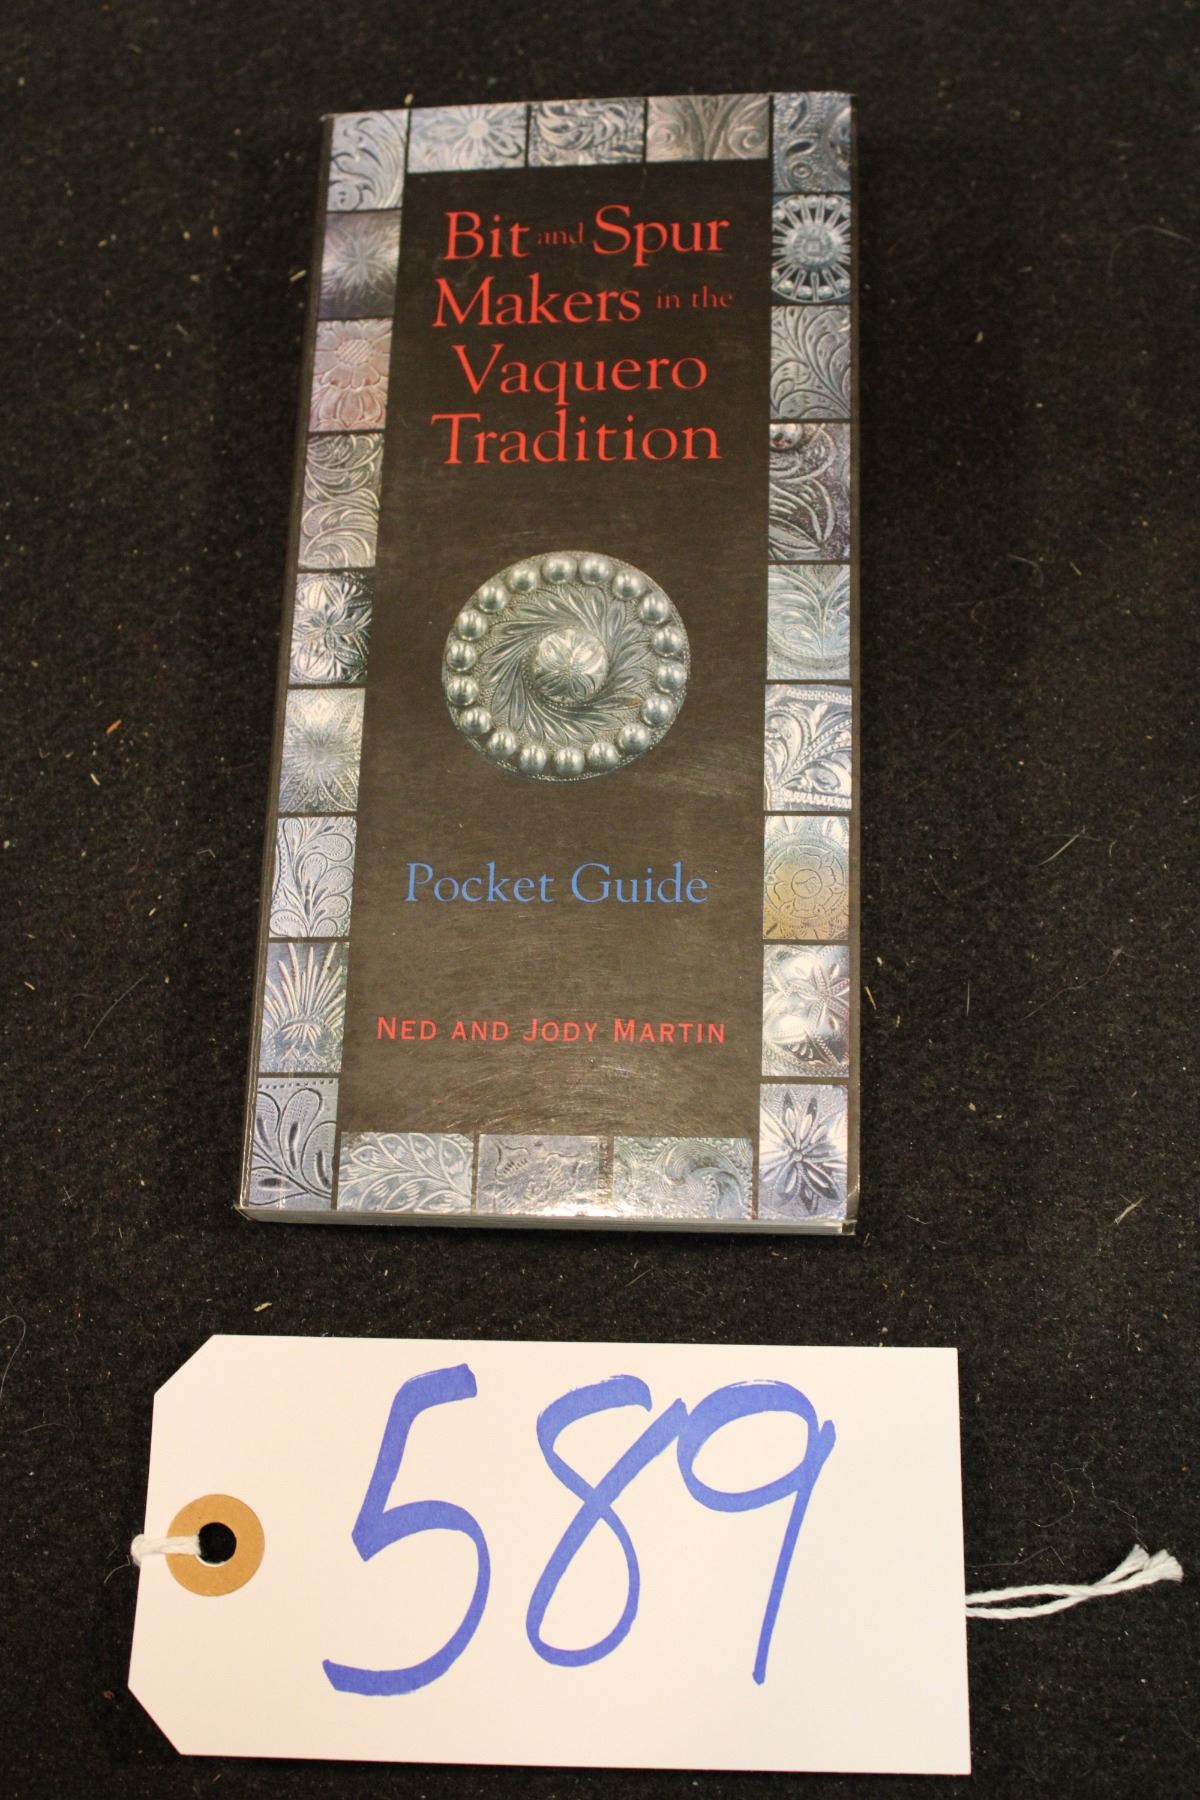 Bit and Spur
Makers in the
Vaquero
Tradition
Pocket Guide
NED AND JODY MARTIN
589